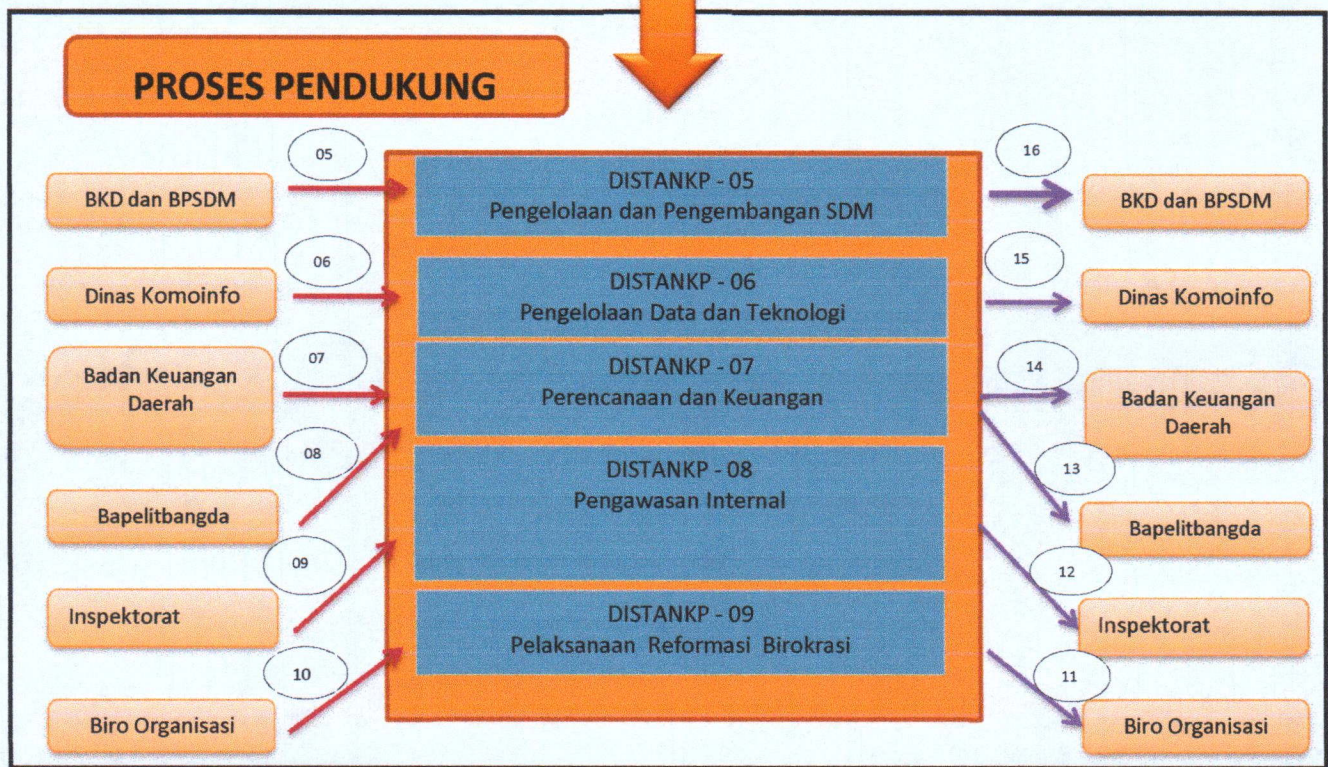 PROSES PENDUKUNG
05
BKD dan BPSDM
DISTANKP - 05
Pengelolaan dan Pengembangan SDM
16
BKD dan BPSDM
06
Dinas Komoinfo
DISTANKP - 06
Pengelolaan Data dan Teknologi
15
Dinas Komoinfo
07
Badan Keuangan
Daerah
DISTANKP - 07
Perencanaan dan Keuangan
14
Badan Keuangan
Daerah
08
Bapelitbangda
DISTANKP - 08
Pengawasan Internal
13
Bapelitbangda
09
Inspektorat
12
Inspektorat
DISTANKP - 09
Pelaksanaan Reformasi Birokrasi
10
Biro Organisasi
11
Biro Organisasi